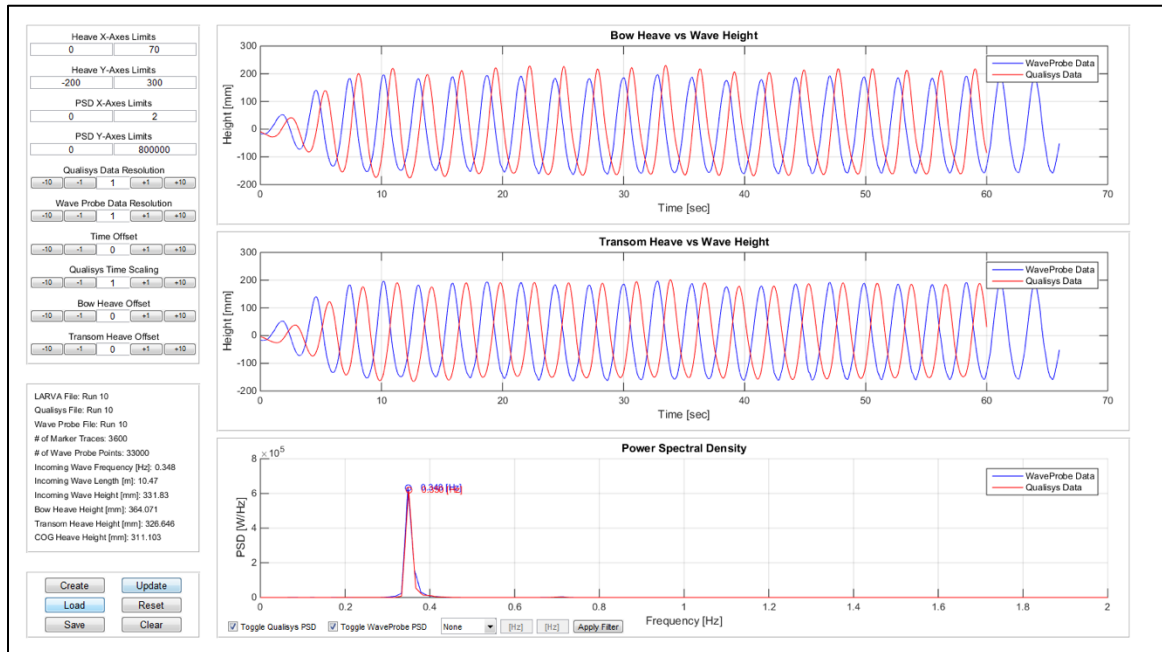 Heave X-Axes Limits
0 70
Heave Y-Axes Limits
-200 300
PSD X-Axes Limits
0 2
PSD Y-Axes Limits
0 800000
Qualisys Data Resolution
-10 -1 1 +1 +10
Wave Probe Data Resolution
-10 -1 1 +1 +10
Time Offset
-10 -1 0 +1 +10
Qualisys Time Scaling
-10 -1 1 +1 +10
Bow Heave Offset
-10 -1 0 +1 +10
Transom Heave Offset
-10 -1 0 +1 +10
LARVA File: Run 10
Qualisys File: Run 10
Wave Probe File: Run 10
# of Marker Traces: 3600
# of Wave Probe Points: 33000
Incoming Wave Frequency [Hz]: 0.348
Incoming Wave Length [m]: 10.47
Incoming Wave Height [mm]: 331.83
Bow Heave Height [mm]: 364.071
Transom Heave Height [mm]: 326.646
COG Heave Height [mm]: 311.103
Create Update
Load Reset
Save Clear
Bow Heave vs Wave Height
Height [mm]
300
200
100
0
-100
-200
WaveProbe Data
Qualisys Data
0 10 20 30 40 50 60 70
Time [sec]
Transom Heave vs Wave Height
Height [mm]
300
200
100
0
-100
-200
WaveProbe Data
Qualisys Data
0 10 20 30 40 50 60 70
Time [sec]
Power Spectral Density
PSD [W/Hz]
× 10^5
8
6
4
2
0
0.348 [Hz]
WaveProbe Data
Qualisys Data
0 0.2 0.4 0.6 0.8 1 1.2 1.4 1.6 1.8 2
Frequency [Hz]
Toggle Qualisys PSD Toggle WaveProbe PSD None [Hz] [Hz] Apply Filter